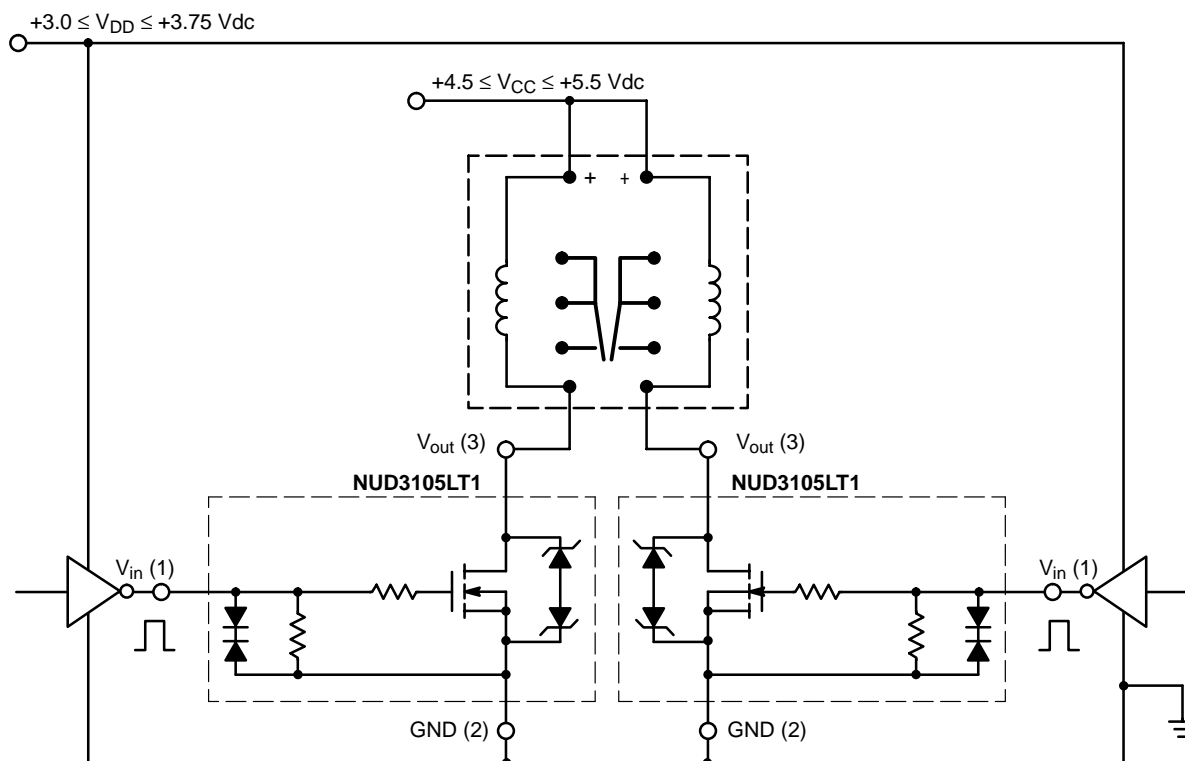 +3.0 ≤ VDD ≤ +3.75 Vdc
+4.5 ≤ VCC ≤ +5.5 Vdc
+ +
Vout (3) Vout (3)
NUD3105LT1 NUD3105LT1
Vin (1) Vin (1)
GND (2) GND (2)